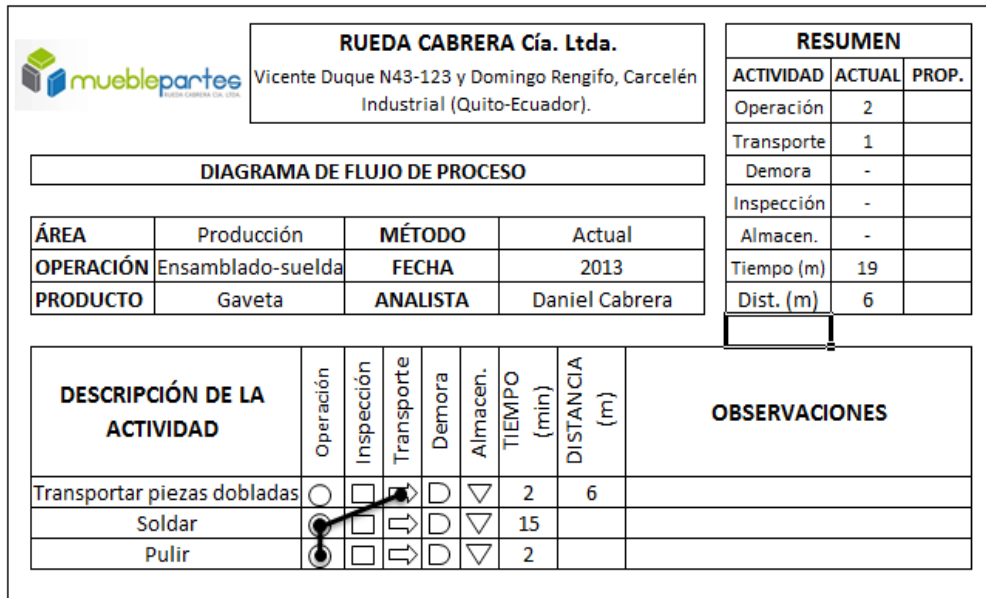 mueblepartes
RUEDA CABRERA CIA. LTDA.
RUEDA CABRERA Cía. Ltda.
Vicente Duque N43-123 y Domingo Rengifo, Carcelén
Industrial (Quito-Ecuador).
RESUMEN
ACTIVIDAD ACTUAL PROP.
Operación 2
Transporte 1
Demora -
Inspección -
Almacen. -
Tiempo (m) 19
Dist. (m) 6
DIAGRAMA DE FLUJO DE PROCESO
ÁREA Producción MÉTODO Actual
OPERACIÓN Ensamblado-suelda FECHA 2013
PRODUCTO Gaveta ANALISTA Daniel Cabrera
DESCRIPCIÓN DE LA
ACTIVIDAD
Operación
Inspección
Transporte
Demora
Almacen.
TIEMPO
(min)
DISTANCIA
(m)
OBSERVACIONES
Transportar piezas dobladas 2 6
Soldar 15
Pulir 2